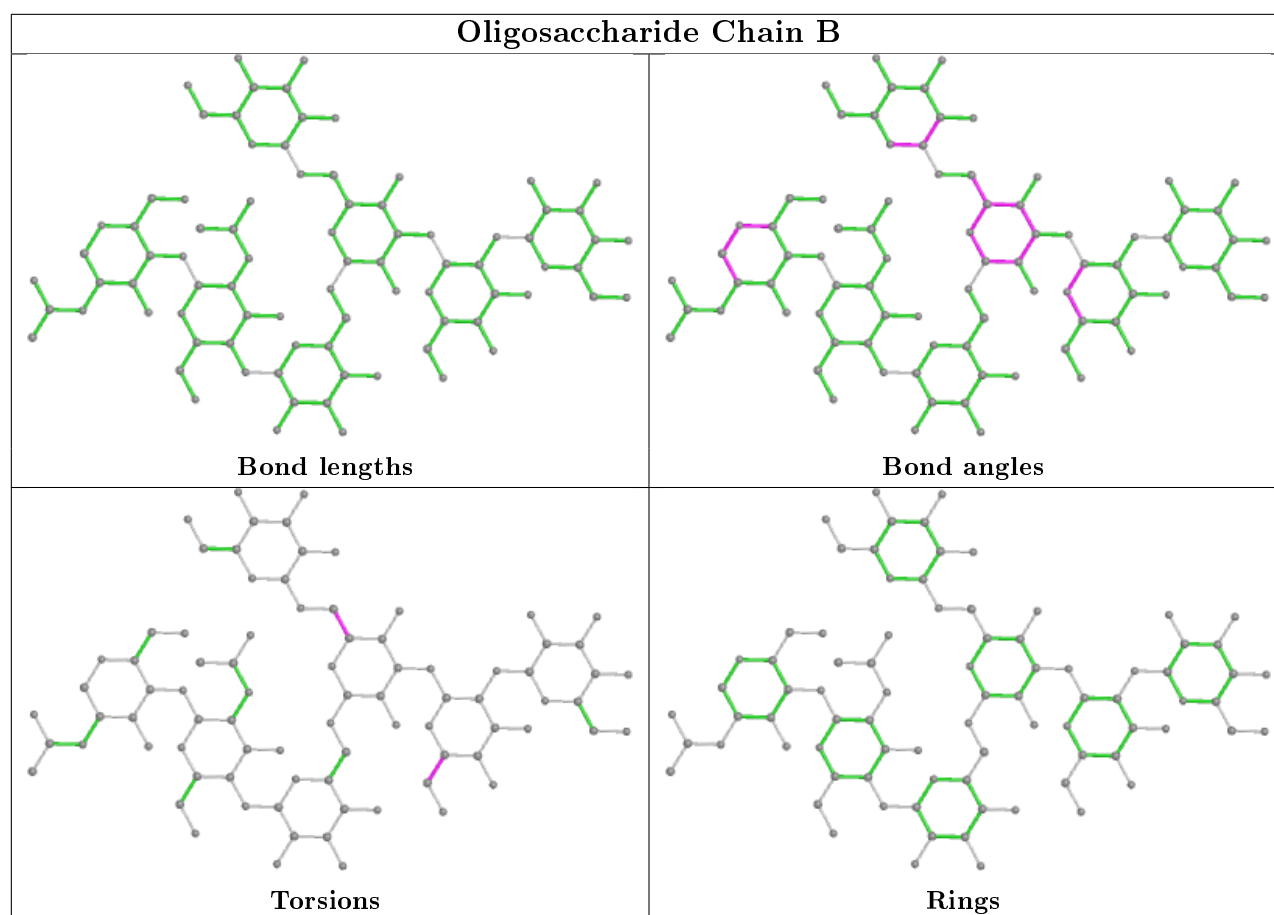 Oligosaccharide Chain B
Bond lengths
Bond angles
Torsions
Rings